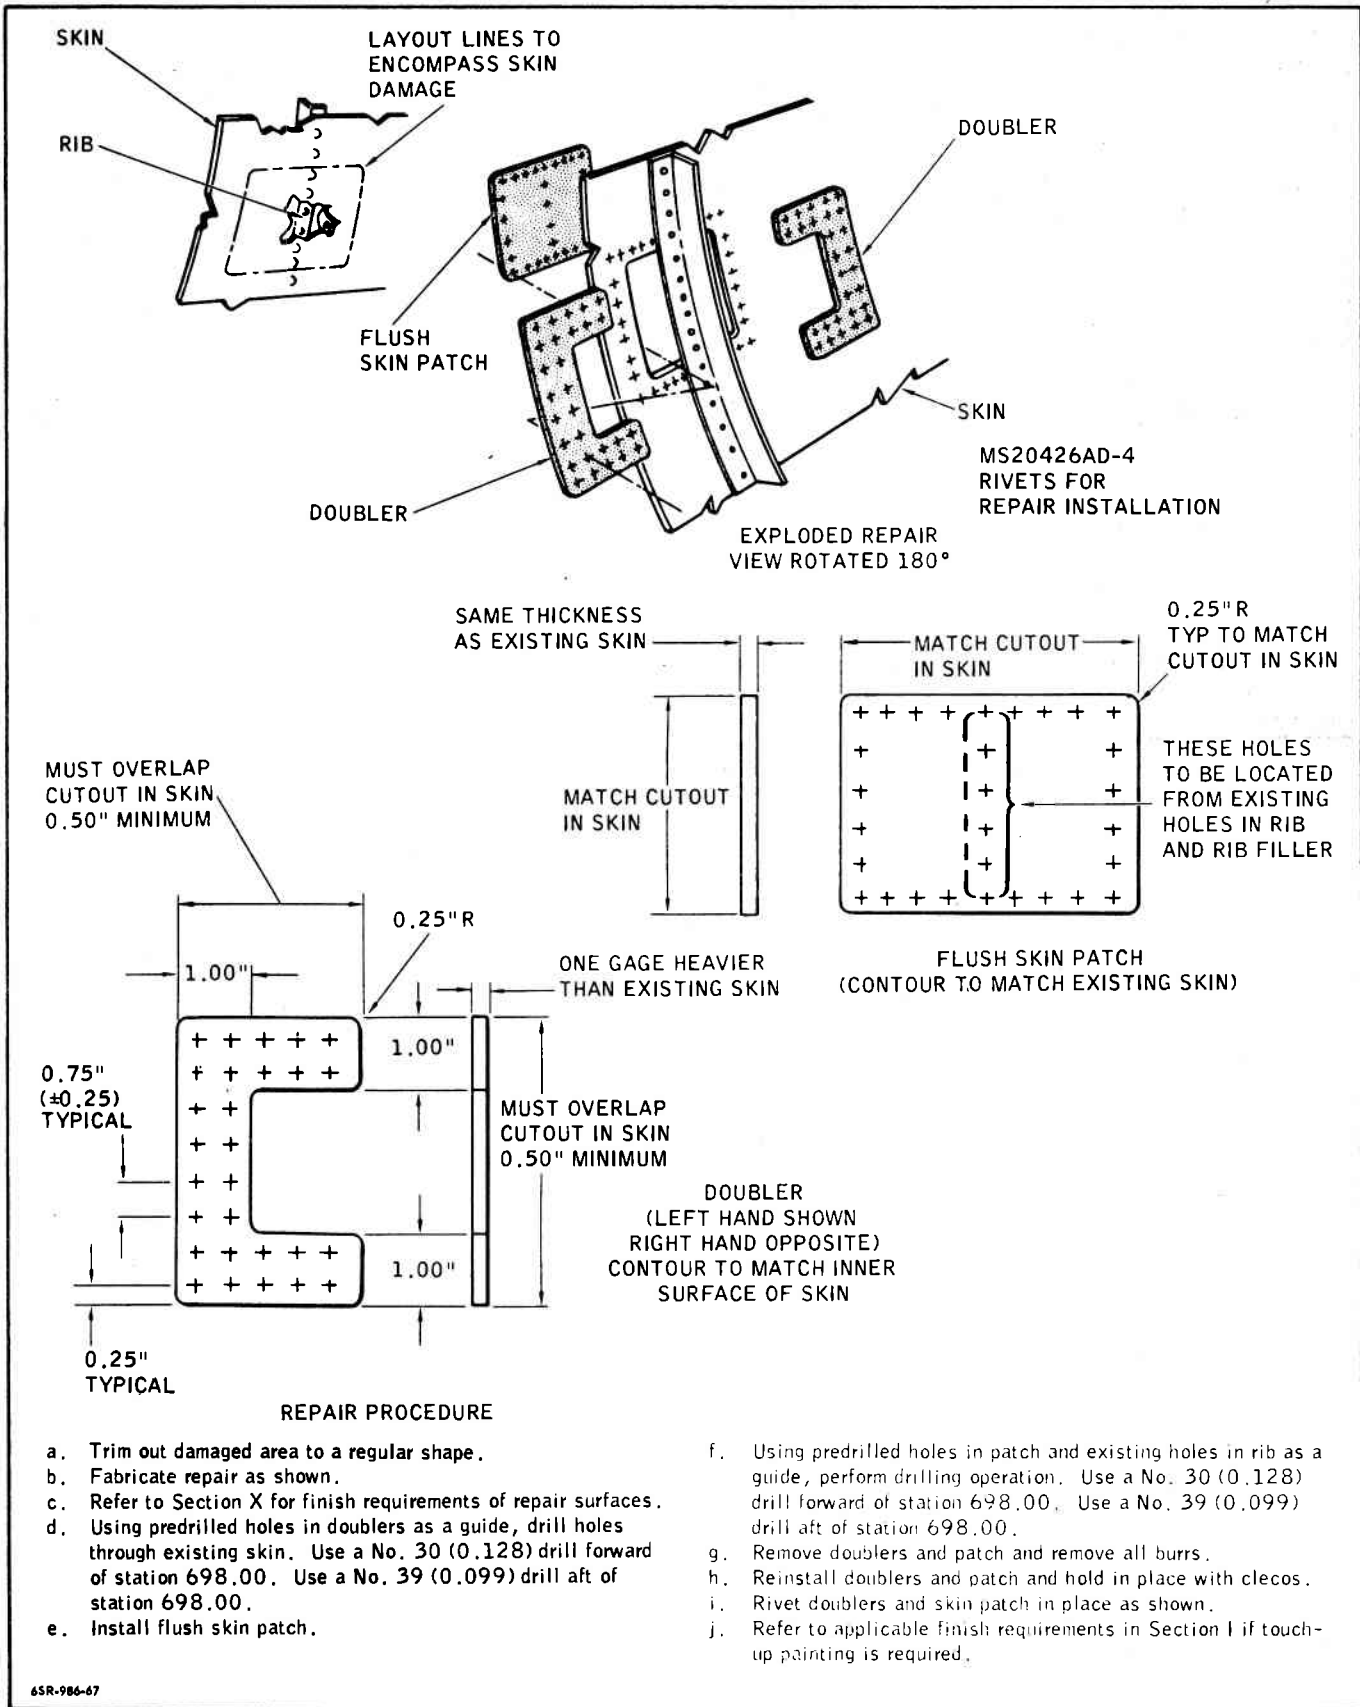 SKIN
LAYOUT LINES TO
ENCOMPASS SKIN
DAMAGE
RIB
DOUBLER
FLUSH
SKIN PATCH
SKIN
MS20426AD-4
RIVETS FOR
REPAIR INSTALLATION
DOUBLER
EXPLODED REPAIR
VIEW ROTATED 180°
SAME THICKNESS
AS EXISTING SKIN
MATCH CUTOUT
IN SKIN
0.25"R
TYP TO MATCH
CUTOUT IN SKIN
MATCH CUTOUT
IN SKIN
THESE HOLES
TO BE LOCATED
FROM EXISTING
HOLES IN RIB
AND RIB FILLER
FLUSH SKIN PATCH
(CONTOUR TO MATCH EXISTING SKIN)
MUST OVERLAP
CUTOUT IN SKIN
0.50" MINIMUM
0.25"R
1.00"
ONE GAGE HEAVIER
THAN EXISTING SKIN
1.00"
0.75"
(±0.25)
TYPICAL
MUST OVERLAP
CUTOUT IN SKIN
0.50" MINIMUM
1.00"
DOUBLER
(LEFT HAND SHOWN
RIGHT HAND OPPOSITE)
CONTOUR TO MATCH INNER
SURFACE OF SKIN
0.25"
TYPICAL
REPAIR PROCEDURE
a. Trim out damaged area to a regular shape.
b. Fabricate repair as shown.
c. Refer to Section X for finish requirements of repair surfaces.
d. Using predrilled holes in doublers as a guide, drill holes
through existing skin. Use a No. 30 (0.128) drill forward
of station 698.00. Use a No. 39 (0.099) drill aft of
station 698.00.
e. Install flush skin patch.
f. Using predrilled holes in patch and existing holes in rib as a
guide, perform drilling operation. Use a No. 30 (0.128)
drill forward of station 698.00. Use a No. 39 (0.099)
drill aft of station 698.00.
g. Remove doublers and patch and remove all burrs.
h. Reinstall doublers and patch and hold in place with clecos.
i. Rivet doublers and skin patch in place as shown.
j. Refer to applicable finish requirements in Section I if touch-
up painting is required.
6SR-986-67